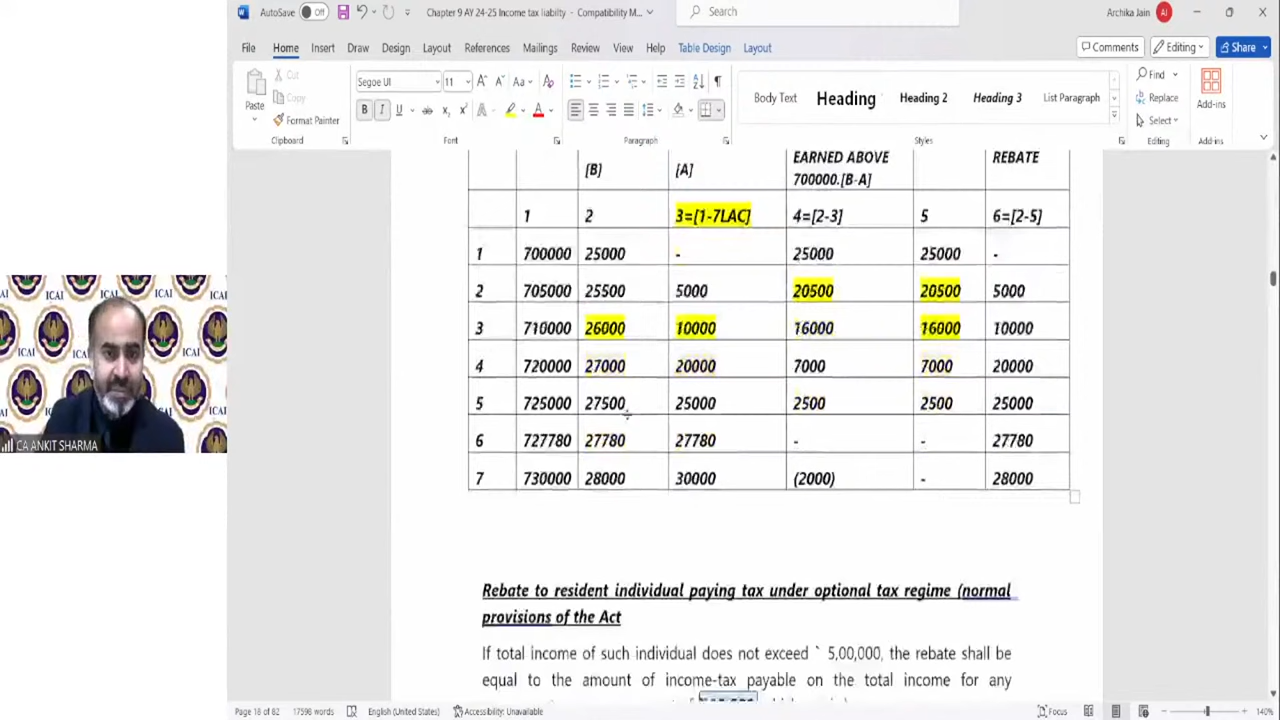 AutoSave Off Chapter 9 AY 24-25 Income tax liabilty - Compatibility M... Search Archika Jain AJ
File Home Insert Draw Design Layout References Mailings Review View Help Table Design Layout Comments Editing Share
Paste Cut Copy Format Painter
Segoe UI 11
Body Text Heading Heading 2 Heading 3 List Paragraph
Find Replace Select
Add-ins
Clipboard Font Paragraph Styles Editing Add-ins
[B] [A] EARNED ABOVE REBATE
700000.[B-A]
1 2 3=[1-7LAC] 4=[2-3] 5 6=[2-5]
1 700000 25000 - 25000 25000 -
2 705000 25500 5000 20500 20500 5000
3 710000 26000 10000 16000 16000 10000
4 720000 27000 20000 7000 7000 20000
5 725000 27500 25000 2500 2500 25000
6 727780 27780 27780 - - 27780
7 730000 28000 30000 (2000) - 28000
Rebate to resident individual paying tax under optional tax regime (normal
provisions of the Act
If total income of such individual does not exceed ` 5,00,000, the rebate shall be
equal to the amount of income-tax payable on the total income for any
ICAI
CA ANKIT SHARMA
Page 18 of 82 17598 words English (United States) Accessibility: Unavailable Focus 140%